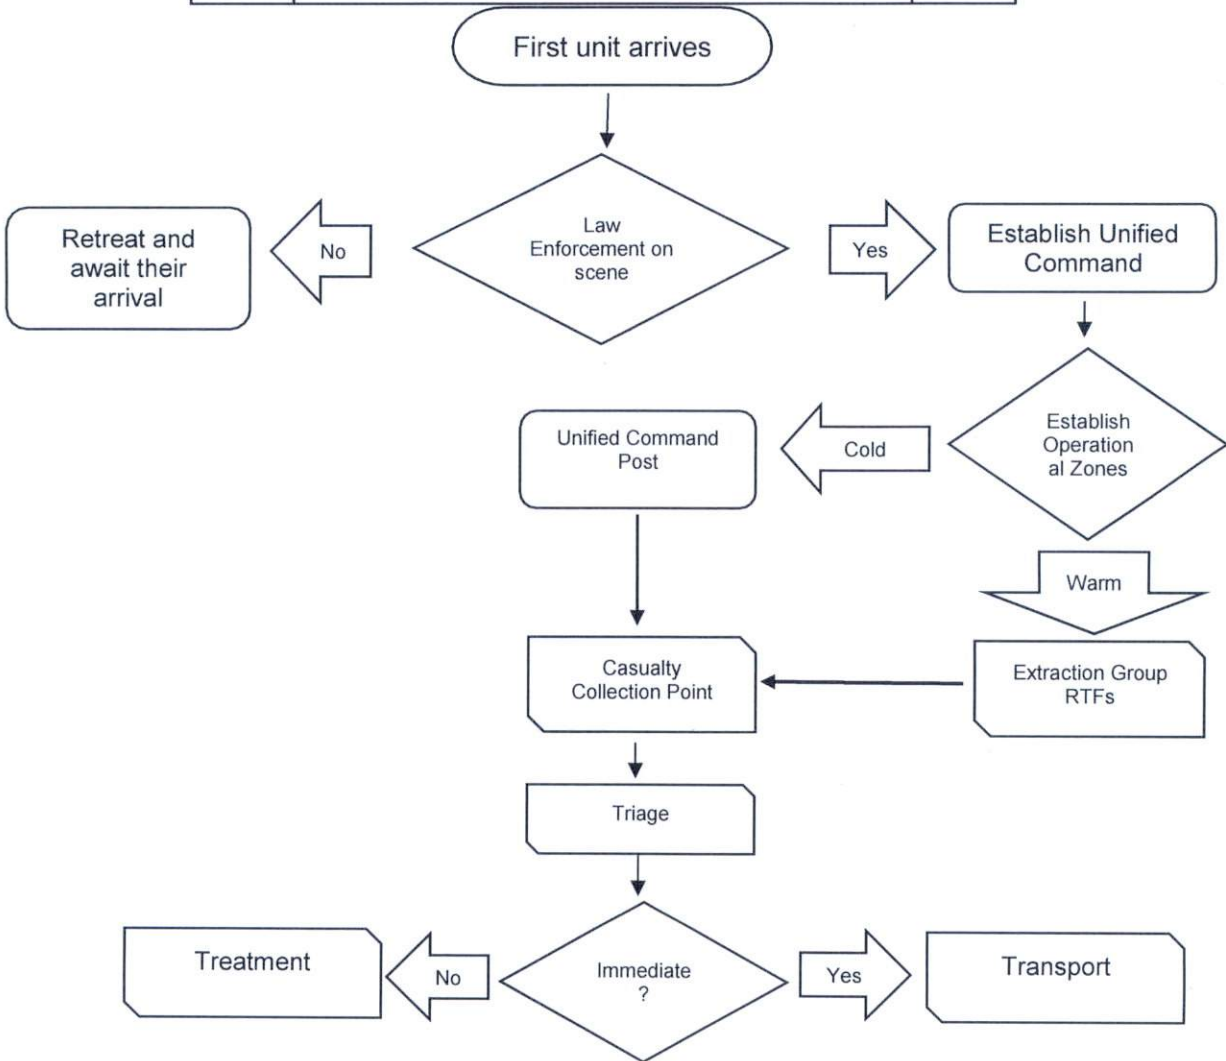 First unit arrives
Law
Enforcement on
scene
No
Retreat and
await their
arrival
Yes
Establish Unified
Command
Establish
Operation
al Zones
Cold
Unified Command
Post
Warm
Extraction Group
RTFs
Casualty
Collection Point
Triage
Immediate
?
No
Treatment
Yes
Transport